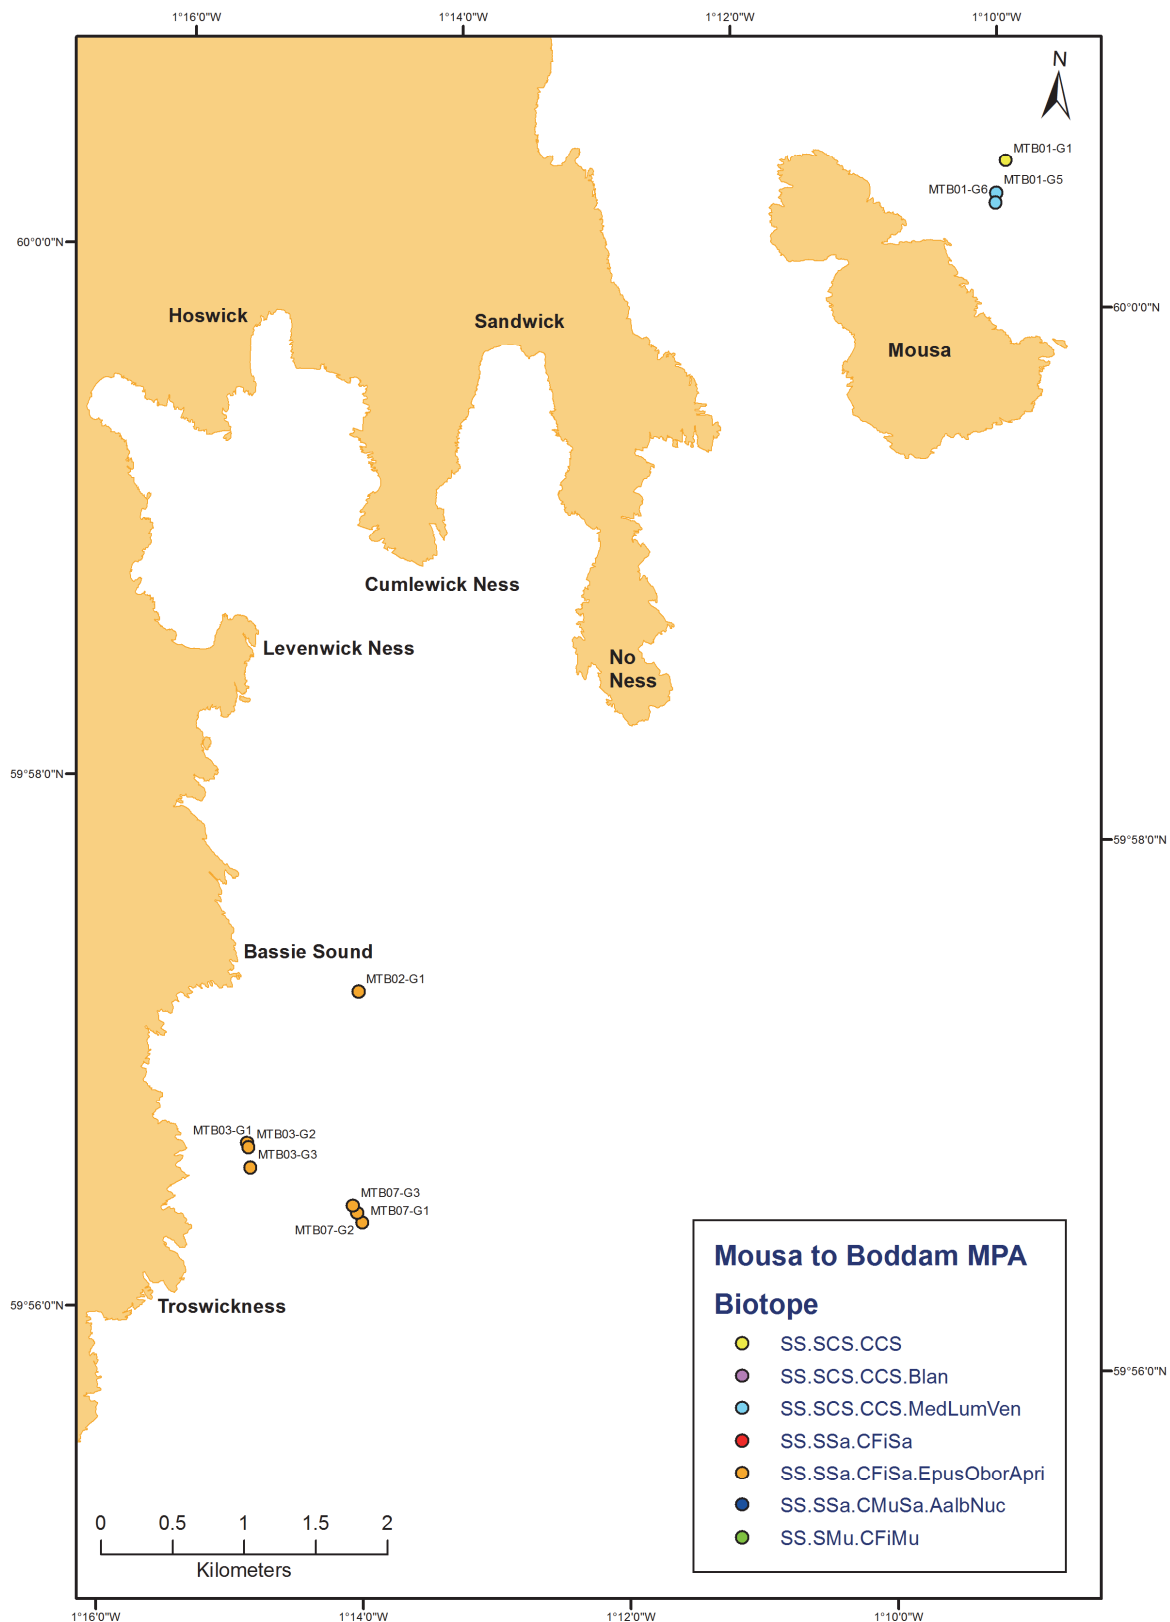 1°16'0"W
1°14'0"W
1°12'0"W
1°10'0"W
N
MTB01-G1
MTB01-G5
MTB01-G6
60°0'0"N
60°0'0"N
Hoswick
Sandwick
Mousa
Cumlewick Ness
Levenwick Ness
No
Ness
59°58'0"N
59°58'0"N
Bassie Sound
MTB02-G1
MTB03-G1
MTB03-G2
MTB03-G3
MTB07-G3
MTB07-G1
MTB07-G2
59°56'0"N
Troswickness
59°56'0"N
Mousa to Boddam MPA
Biotope
SS.SCS.CCS
SS.SCS.CCS.Blan
SS.SCS.CCS.MedLumVen
SS.SSa.CFiSa
SS.SSa.CFiSa.EpusOborApri
SS.SSa.CMuSa.AalbNuc
SS.SMu.CFiMu
0 0.5 1 1.5 2
Kilometers
1°16'0"W
1°14'0"W
1°12'0"W
1°10'0"W